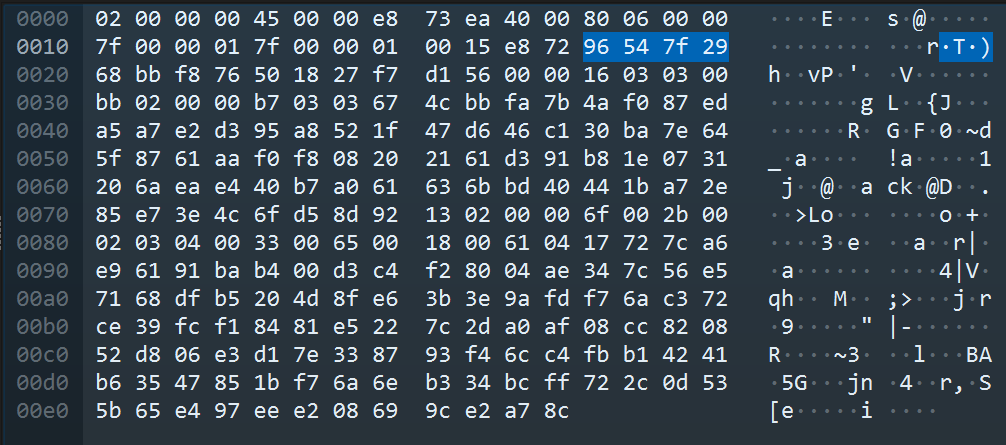 0000 02 00 00 00 45 00 00 e8 73 ea 40 00 80 06 00 00 ····E···s·@·····
0010 7f 00 00 01 7f 00 00 01 00 15 e8 72 96 54 7f 29 ···········r·T·)
0020 68 bb f8 76 50 18 27 f7 d1 56 00 00 16 03 03 00 h··vP·'··V······
0030 bb 02 00 00 b7 03 03 67 4c bb fa 7b 4a f0 87 ed ·······gL··{J···
0040 a5 a7 e2 d3 95 a8 52 1f 47 d6 46 c1 30 ba 7e 64 ······R·G·F·0·~d
0050 5f 87 61 aa f0 f8 08 20 21 61 d3 91 b8 1e 07 31 _·a···· !a·····1
0060 20 6a ea e4 40 b7 a0 61 63 6b bd 40 44 1b a7 2e  j··@··ack·@D··.
0070 85 e7 3e 4c 6f d5 8d 92 13 02 00 00 6f 00 2b 00 ··>Lo·······o·+·
0080 02 03 04 00 33 00 65 00 18 00 61 04 17 72 7c a6 ····3·e···a··r|·
0090 e9 61 91 ba b4 00 d3 c4 f2 80 04 ae 34 7c 56 e5 ·a··········4|V·
00a0 71 68 df b5 20 4d 8f e6 3b 3e 9a fd f7 6a c3 72 qh·· M··;>···j·r
00b0 ce 39 fc f1 84 81 e5 22 7c 2d a0 af 08 cc 82 08 ·9·····"|-······
00c0 52 d8 06 e3 d1 7e 33 87 93 f4 6c c4 fb b1 42 41 R····~3···l···BA
00d0 b6 35 47 85 1b f7 6a 6e b3 34 bc ff 72 2c 0d 53 ·5G···jn·4··r,·S
00e0 5b 65 e4 97 ee e2 08 69 9c e2 a7 8c [e·····i····